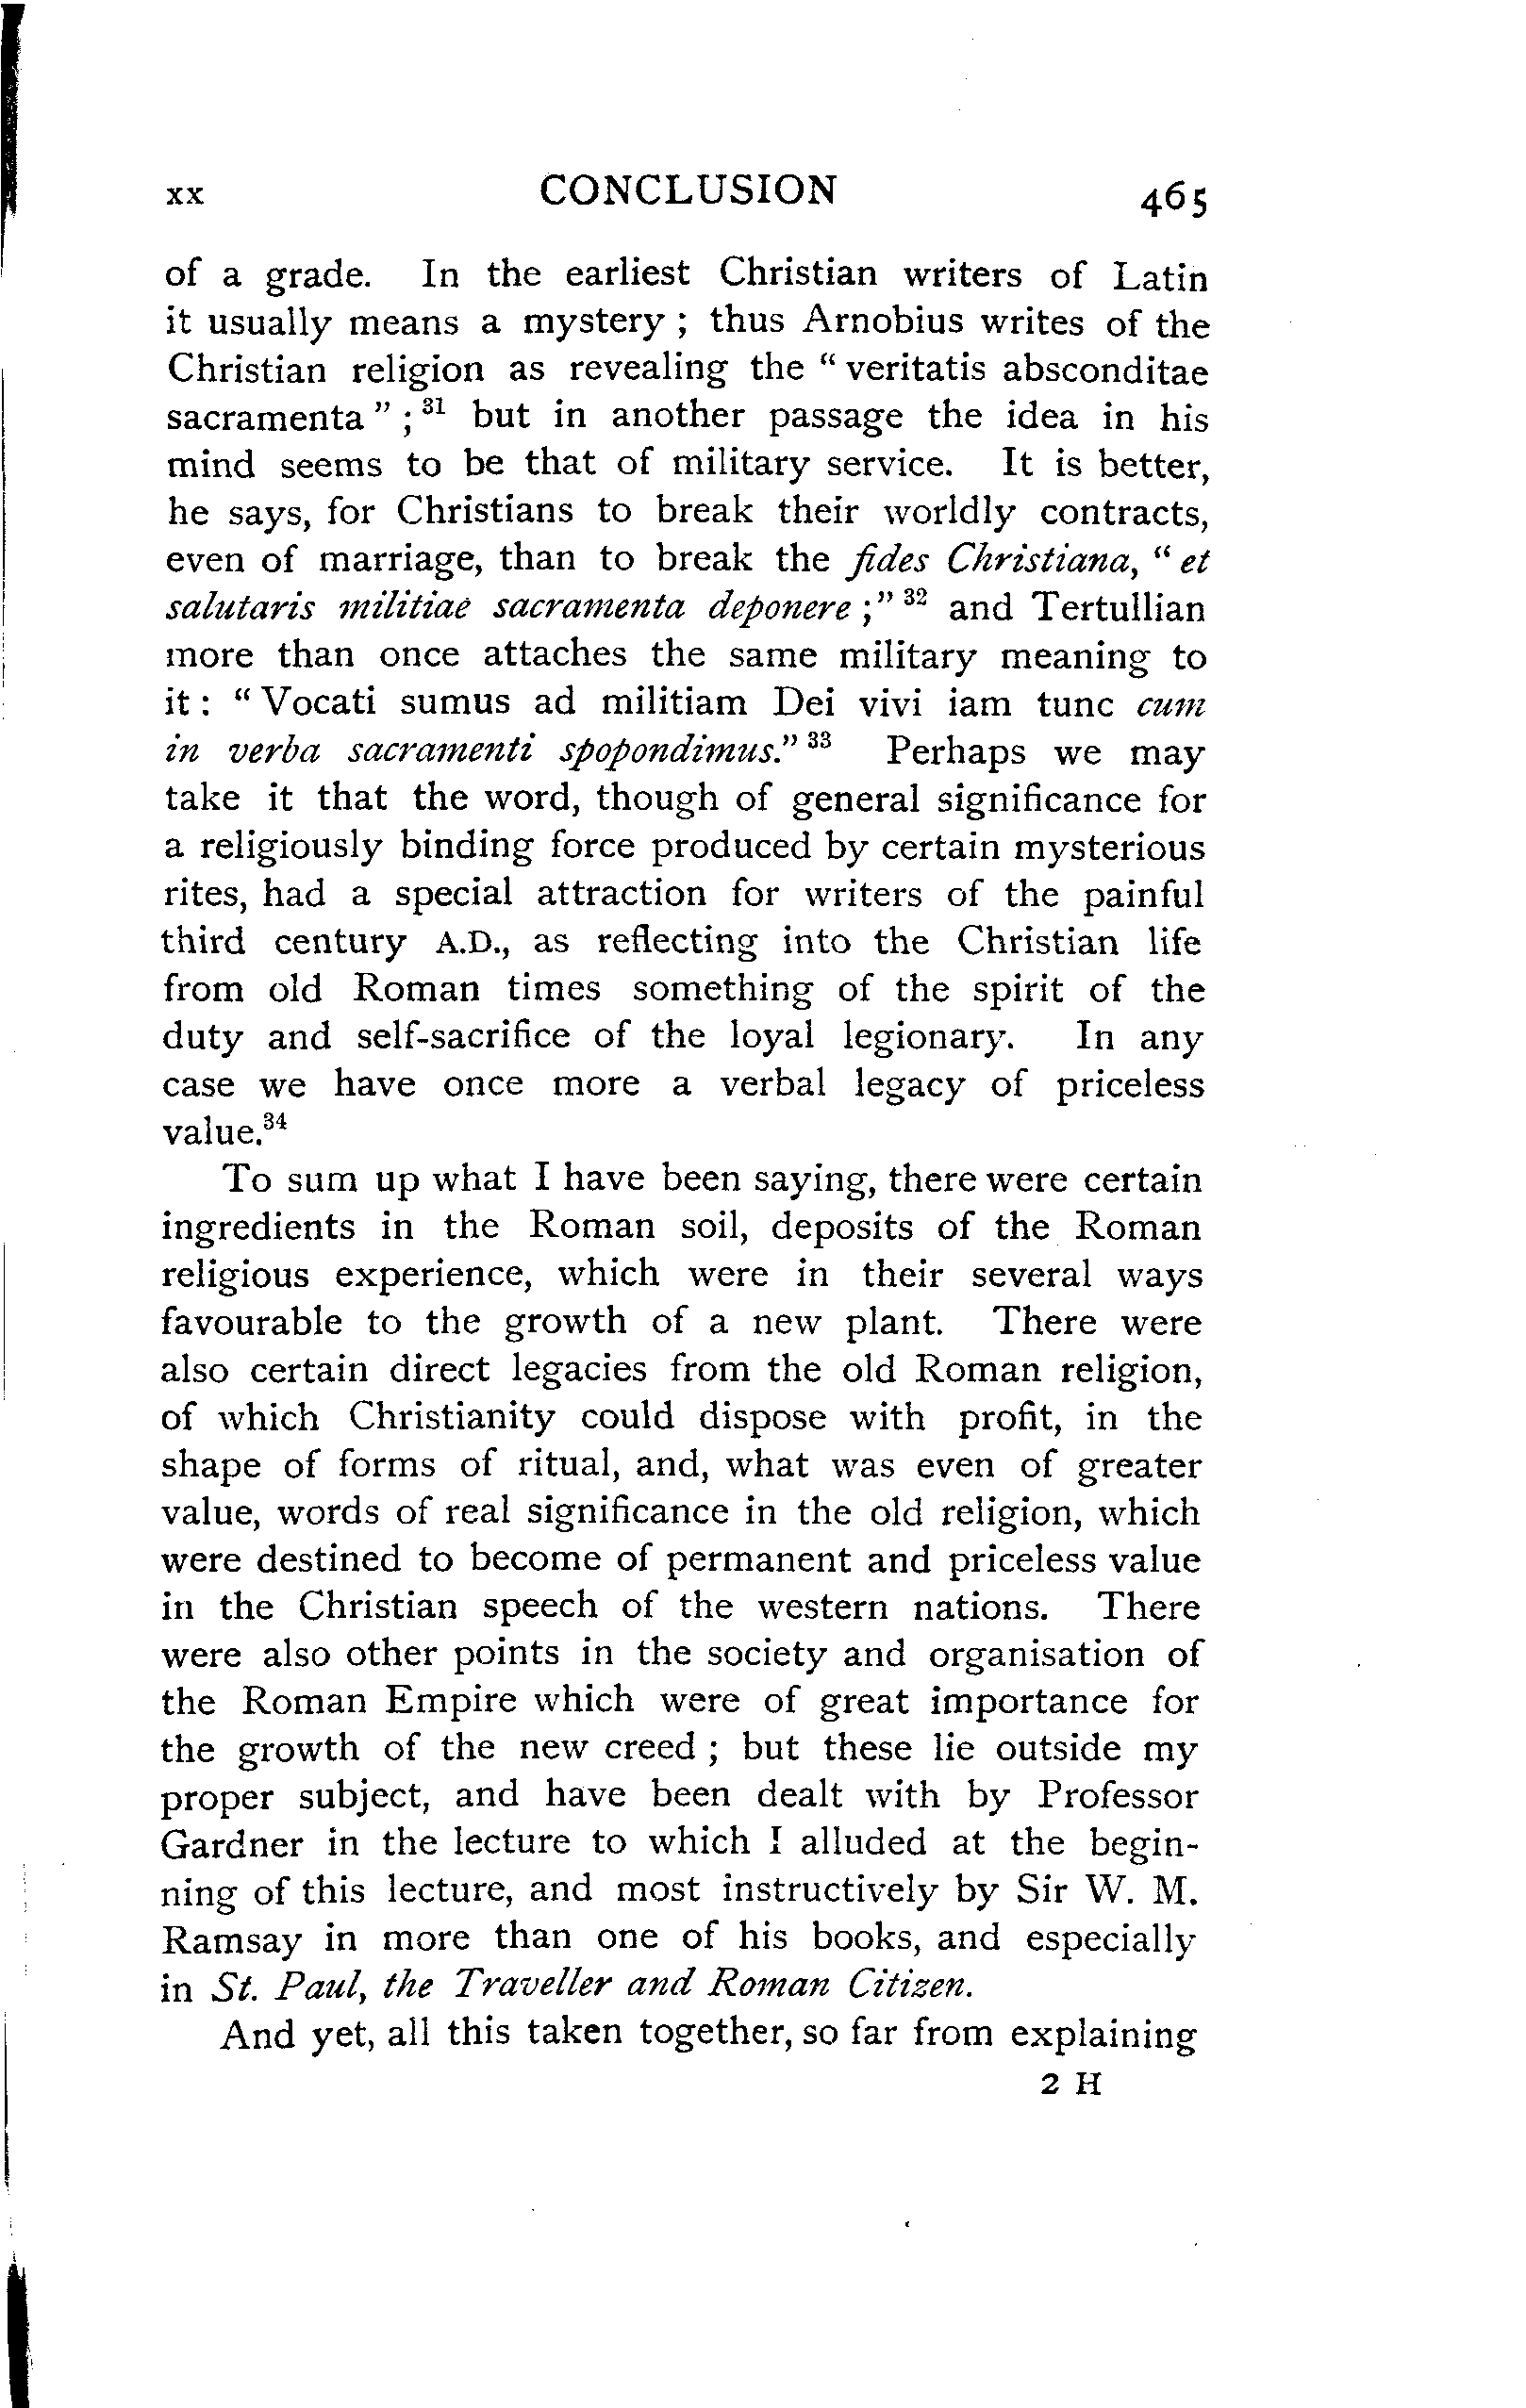 xx CONCLUSION 465
of a grade. In the earliest Christian writers of Latin
it usually means a mystery ; thus Arnobius writes of the
Christian religion as revealing the “ veritatis absconditae
sacramenta ” ;³¹ but in another passage the idea in his
mind seems to be that of military service. It is better,
he says, for Christians to break their worldly contracts,
even of marriage, than to break the fides Christiana, “ et
salutaris militiae sacramenta deponere ;” ³² and Tertullian
more than once attaches the same military meaning to
it : “ Vocati sumus ad militiam Dei vivi iam tunc cum
in verba sacramenti spopondimus.” ³³ Perhaps we may
take it that the word, though of general significance for
a religiously binding force produced by certain mysterious
rites, had a special attraction for writers of the painful
third century A.D., as reflecting into the Christian life
from old Roman times something of the spirit of the
duty and self-sacrifice of the loyal legionary. In any
case we have once more a verbal legacy of priceless
value.³⁴
To sum up what I have been saying, there were certain
ingredients in the Roman soil, deposits of the Roman
religious experience, which were in their several ways
favourable to the growth of a new plant. There were
also certain direct legacies from the old Roman religion,
of which Christianity could dispose with profit, in the
shape of forms of ritual, and, what was even of greater
value, words of real significance in the old religion, which
were destined to become of permanent and priceless value
in the Christian speech of the western nations. There
were also other points in the society and organisation of
the Roman Empire which were of great importance for
the growth of the new creed ; but these lie outside my
proper subject, and have been dealt with by Professor
Gardner in the lecture to which I alluded at the begin-
ning of this lecture, and most instructively by Sir W. M.
Ramsay in more than one of his books, and especially
in St. Paul, the Traveller and Roman Citizen.
And yet, all this taken together, so far from explaining
2 H